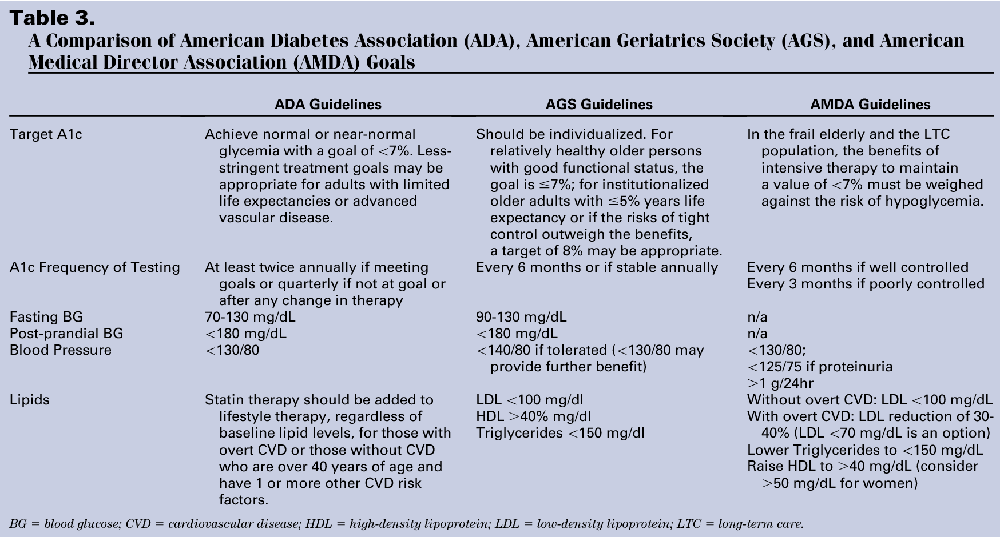 Table 3.
A Comparison of American Diabetes Association (ADA), American Geriatrics Society (AGS), and American
Medical Director Association (AMDA) Goals
ADA Guidelines
AGS Guidelines
AMDA Guidelines
Target A1c
Achieve normal or near-normal
glycemia with a goal of <7%. Less-
stringent treatment goals may be
appropriate for adults with limited
life expectancies or advanced
vascular disease.
Should be individualized. For
relatively healthy older persons
with good functional status, the
goal is ≤7%; for institutionalized
older adults with ≤5% years life
expectancy or if the risks of tight
control outweigh the benefits,
a target of 8% may be appropriate.
In the frail elderly and the LTC
population, the benefits of
intensive therapy to maintain
a value of <7% must be weighed
against the risk of hypoglycemia.
A1c Frequency of Testing
At least twice annually if meeting
goals or quarterly if not at goal or
after any change in therapy
Every 6 months or if stable annually
Every 6 months if well controlled
Every 3 months if poorly controlled
Fasting BG
70-130 mg/dL
90-130 mg/dL
n/a
Post-prandial BG
<180 mg/dL
<180 mg/dL
n/a
Blood Pressure
<130/80
<140/80 if tolerated (<130/80 may
provide further benefit)
<130/80;
<125/75 if proteinuria
>1 g/24hr
Lipids
Statin therapy should be added to
lifestyle therapy, regardless of
baseline lipid levels, for those with
overt CVD or those without CVD
who are over 40 years of age and
have 1 or more other CVD risk
factors.
LDL <100 mg/dl
HDL >40% mg/dl
Triglycerides <150 mg/dl
Without overt CVD: LDL <100 mg/dL
With overt CVD: LDL reduction of 30-
40% (LDL <70 mg/dL is an option)
Lower Triglycerides to <150 mg/dL
Raise HDL to >40 mg/dL (consider
>50 mg/dL for women)
BG = blood glucose; CVD = cardiovascular disease; HDL = high-density lipoprotein; LDL = low-density lipoprotein; LTC = long-term care.